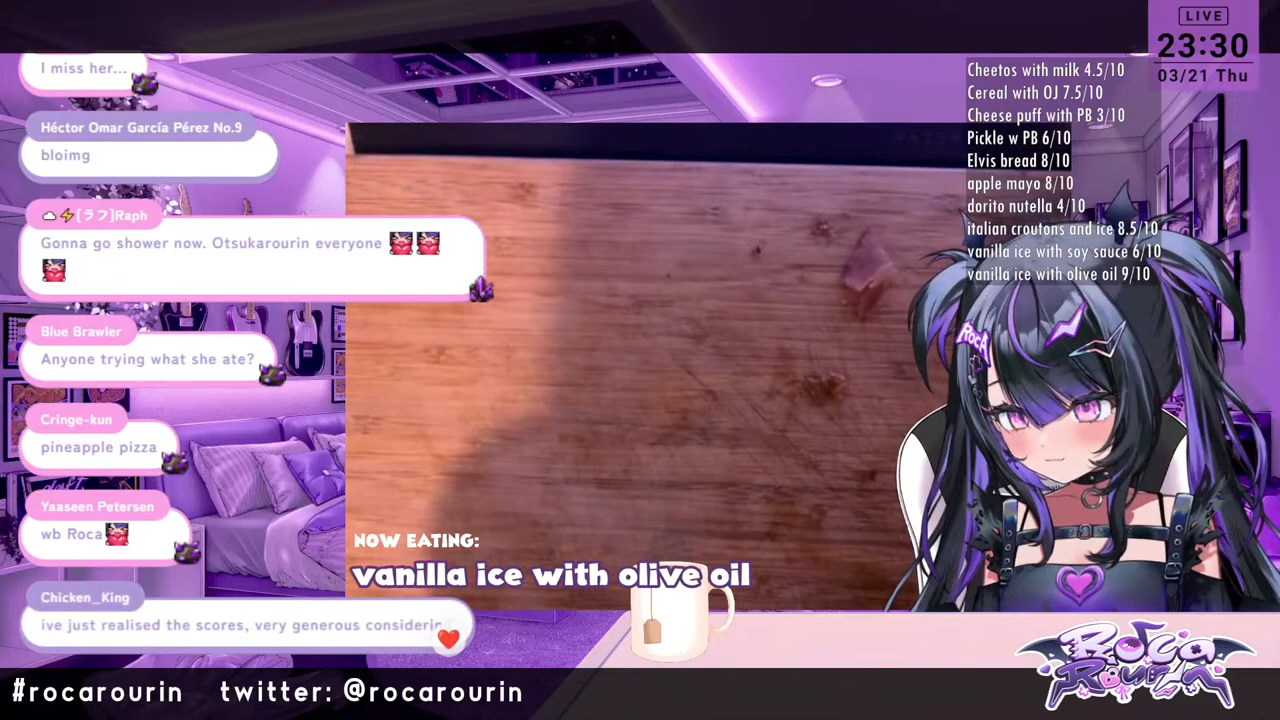 LIVE
23:30
03/21 Thu
I miss her...
Héctor Omar García Pérez No.9
bloimg
[ラフ]Raph
Gonna go shower now. Otsukarourin everyone
Blue Brawler
Anyone trying what she ate?
Cringe-kun
pineapple pizza
Yaaseen Petersen
wb Roca
Chicken_King
ive just realised the scores, very generous considerin
Cheetos with milk 4.5/10
Cereal with OJ 7.5/10
Cheese puff with PB 3/10
Pickle w PB 6/10
Elvis bread 8/10
apple mayo 8/10
dorito nutella 4/10
italian croutons and ice 8.5/10
vanilla ice with soy sauce 6/10
vanilla ice with olive oil 9/10
ROCA
NOW EATING:
vanilla ice with olive oil
Roca
Rourin
#rocarourin twitter: @rocarourin